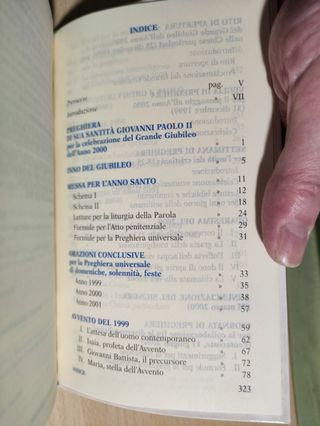 INDICE
pag. V
Premessa
Introduzione » VII
PREGHIERA
DI SUA SANTITÀ GIOVANNI PAOLO II
per la celebrazione del Grande Giubileo
dell'Anno 2000 » 1
INNO DEL GIUBILEO » 5
MESSA PER L'ANNO SANTO » 11
Schema I » 12
Schema II » 18
Letture per la liturgia della Parola » 24
Formule per l'Atto penitenziale » 29
Formule per la Preghiera universale » 31
ORAZIONI CONCLUSIVE
per la Preghiera universale
di domeniche, solennità, feste » 33
Anno 1999 » 35
Anno 2000 » 38
Anno 2001 » 57
AVVENTO DEL 1999 » 59
I. L'attesa dell'uomo contemporaneo » 62
II. Isaia, profeta dell'Avvento » 67
III. Giovanni Battista, il precursore » 72
IV. Maria, stella dell'Avvento » 78
INDICE 323